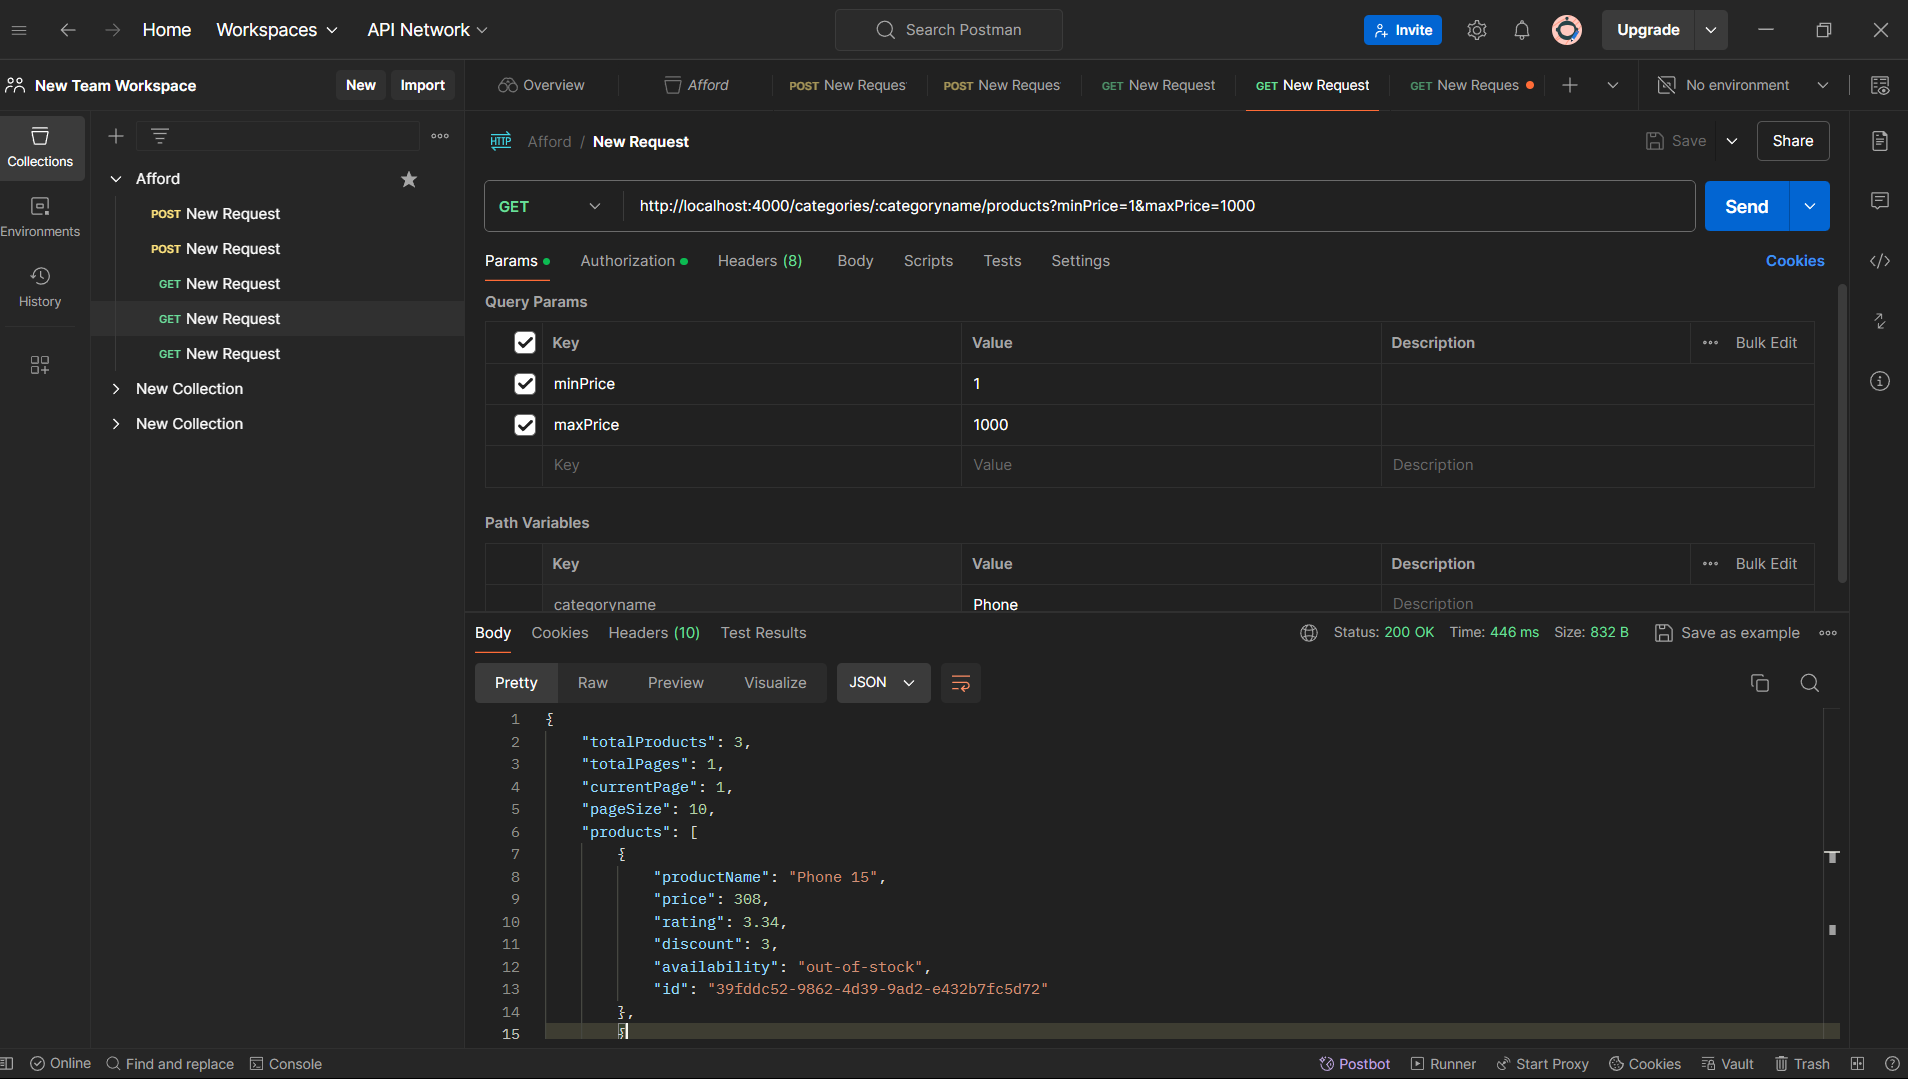 Home Workspaces API Network Search Postman Invite Upgrade
New Team Workspace New Import Overview Afford POST New Reques POST New Reques GET New Request GET New Request GET New Reques No environment
Collections
Environments
History
Afford
POST New Request
POST New Request
GET New Request
GET New Request
GET New Request
New Collection
New Collection
HTTP Afford / New Request Save Share
GET http://localhost:4000/categories/:categoryname/products?minPrice=1&maxPrice=1000 Send
Params Authorization Headers (8) Body Scripts Tests Settings Cookies
Query Params
Key Value Description Bulk Edit
minPrice 1
maxPrice 1000
Key Value Description
Path Variables
Key Value Description Bulk Edit
categoryname Phone Description
Body Cookies Headers (10) Test Results Status: 200 OK Time: 446 ms Size: 832 B Save as example
Pretty Raw Preview Visualize JSON
1 {
2 "totalProducts": 3,
3 "totalPages": 1,
4 "currentPage": 1,
5 "pageSize": 10,
6 "products": [
7 {
8 "productName": "Phone 15",
9 "price": 308,
10 "rating": 3.34,
11 "discount": 3,
12 "availability": "out-of-stock",
13 "id": "39fddc52-9862-4d39-9ad2-e432b7fc5d72"
14 },
15 {
Online Find and replace Console Postbot Runner Start Proxy Cookies Vault Trash